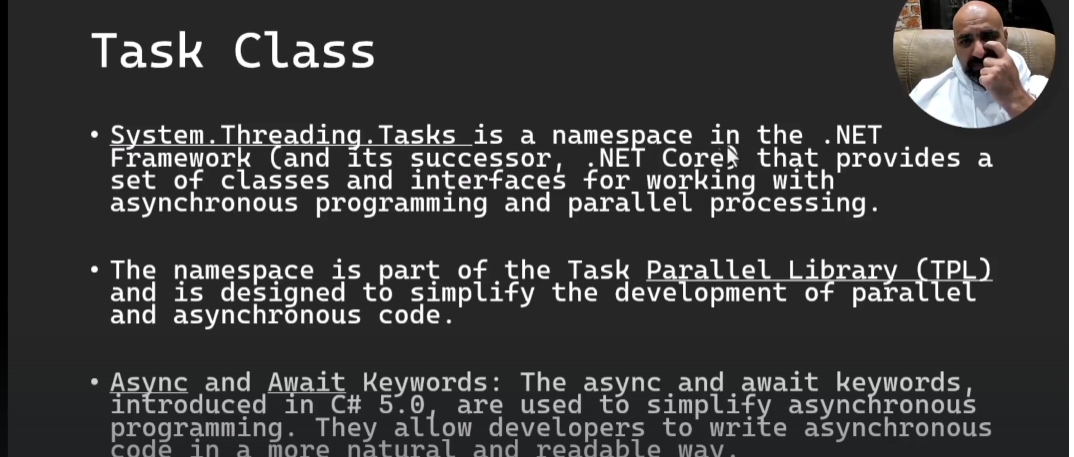 Task Class
• System.Threading.Tasks is a namespace in the .NET
Framework (and its successor, .NET Core) that provides a
set of classes and interfaces for working with
asynchronous programming and parallel processing.
• The namespace is part of the Task Parallel Library (TPL)
and is designed to simplify the development of parallel
and asynchronous code.
• Async and Await Keywords: The async and await keywords,
introduced in C# 5.0, are used to simplify asynchronous
programming. They allow developers to write asynchronous
code in a more natural and readable way.